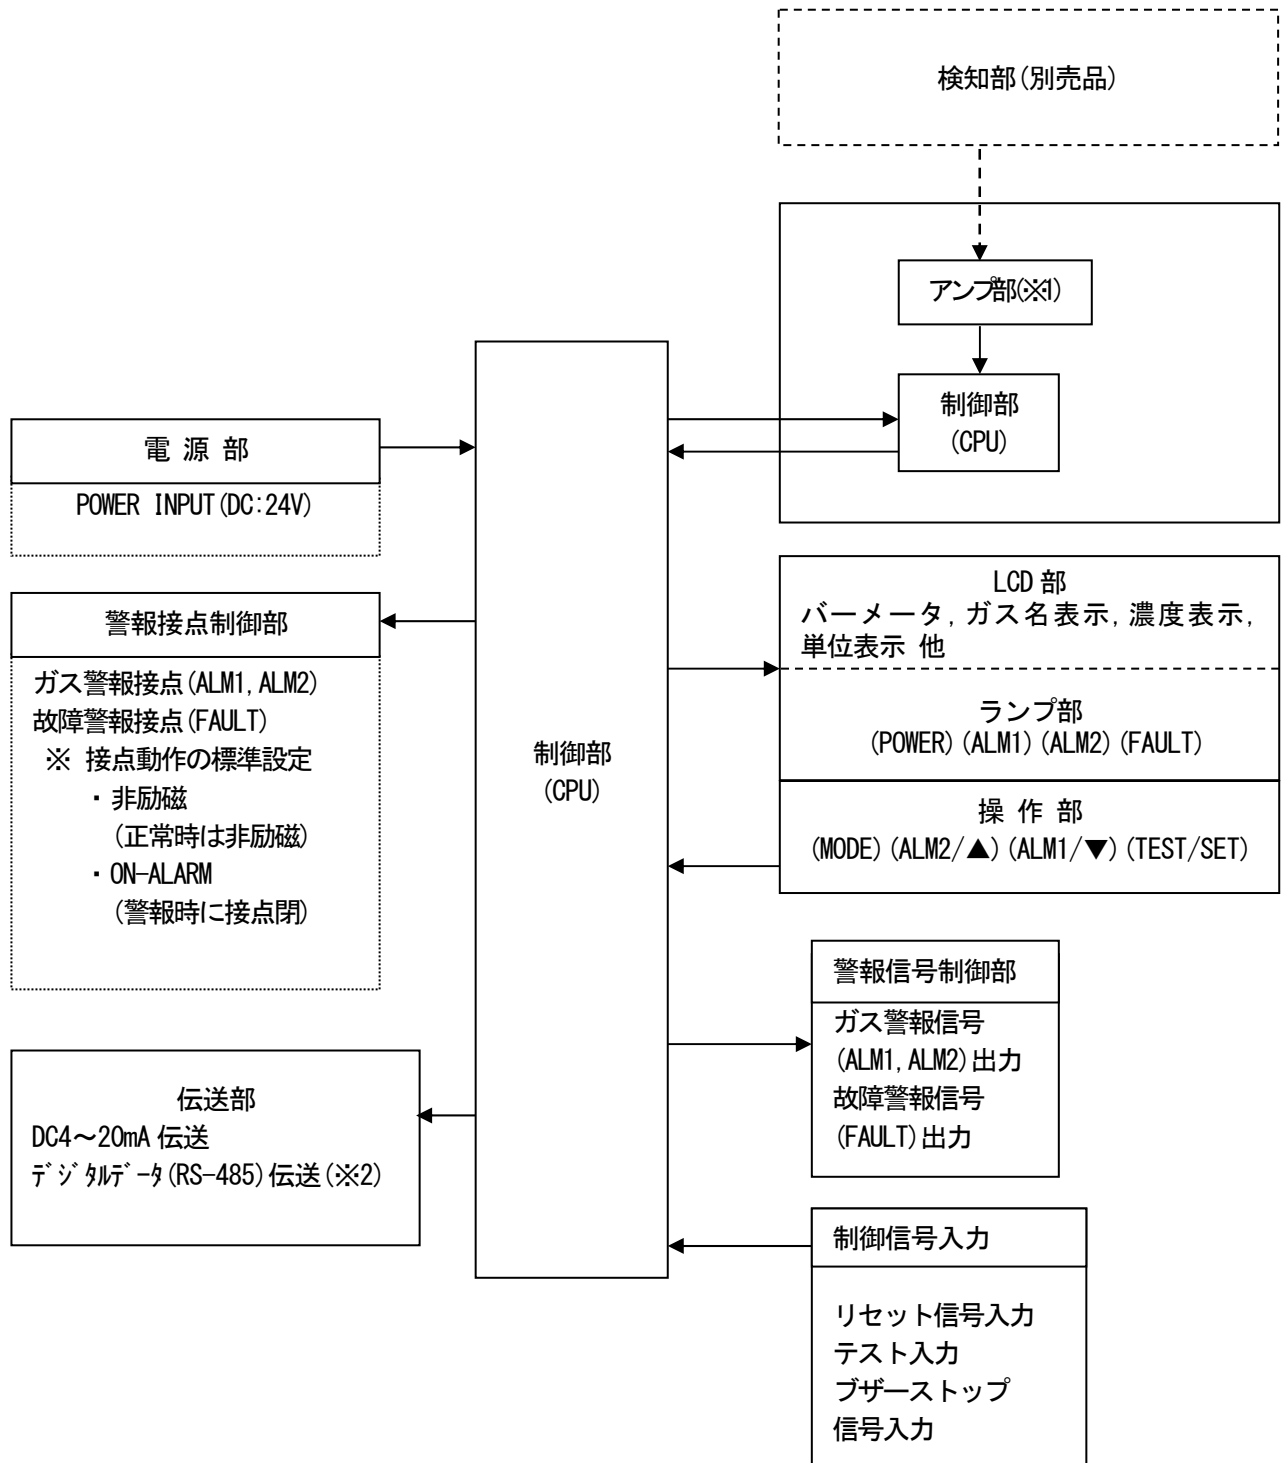 検知部(別売品)
アンプ部(※1)
制御部
(CPU)
電 源 部
POWER INPUT(DC:24V)
警報接点制御部
ガス警報接点(ALM1,ALM2)
故障警報接点(FAULT)
※ 接点動作の標準設定
・非励磁
(正常時は非励磁)
・ON-ALARM
(警報時に接点閉)
伝送部
DC4～20mA 伝送
ﾃﾞｼﾞﾀﾙﾃﾞｰﾀ(RS-485)伝送(※2)
制御部
(CPU)
LCD 部
バーメータ,ガス名表示,濃度表示,
単位表示 他
ランプ部
(POWER)(ALM1)(ALM2)(FAULT)
操 作 部
(MODE)(ALM2/▲)(ALM1/▼)(TEST/SET)
警報信号制御部
ガス警報信号
(ALM1,ALM2)出力
故障警報信号
(FAULT)出力
制御信号入力
リセット信号入力
テスト入力
ブザーストップ
信号入力